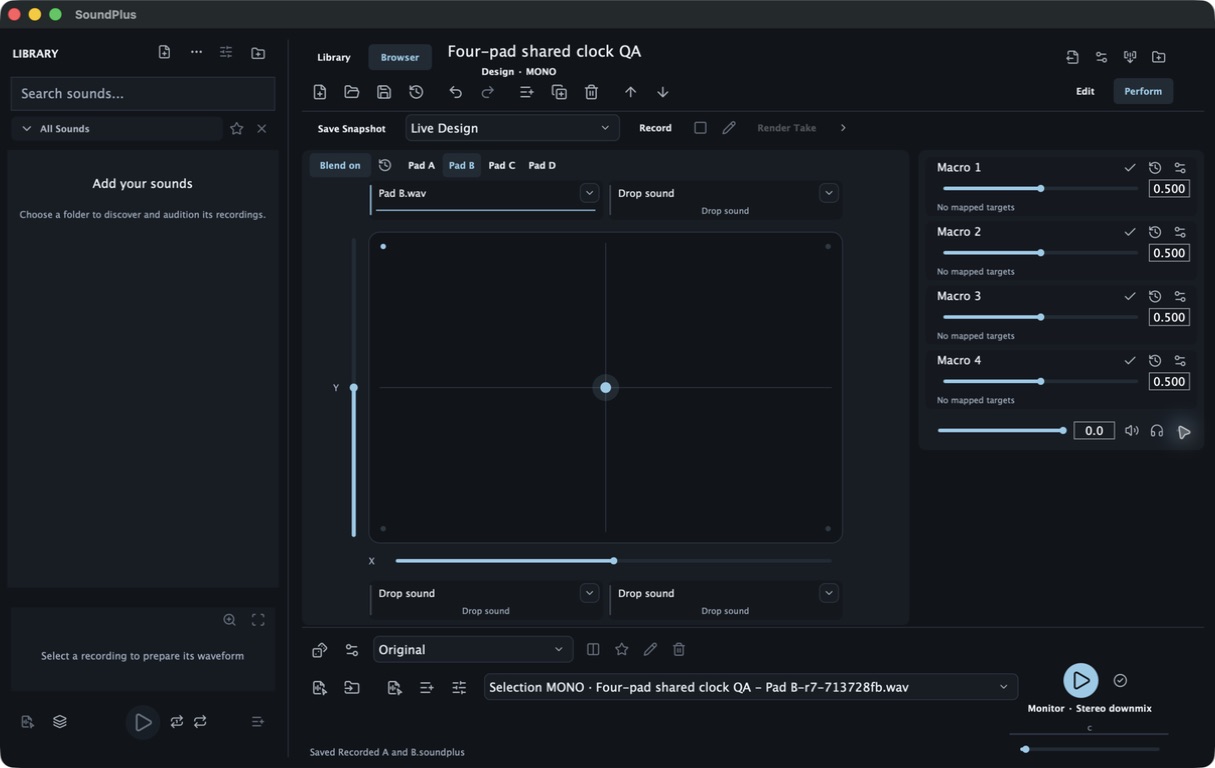 SoundPlus
LIBRARY
Search sounds...
All Sounds
Add your sounds
Choose a folder to discover and audition its recordings.
Select a recording to prepare its waveform
Library
Browser
Four-pad shared clock QA
Design · MONO
Edit
Perform
Save Snapshot
Live Design
Record
Render Take
Blend on
Pad A
Pad B
Pad C
Pad D
Pad B.wav
Drop sound
Drop sound
Y
X
Drop sound
Drop sound
Drop sound
Drop sound
Macro 1
0.500
No mapped targets
Macro 2
0.500
No mapped targets
Macro 3
0.500
No mapped targets
Macro 4
0.500
No mapped targets
0.0
Original
Selection MONO · Four-pad shared clock QA – Pad B-r7-713728fb.wav
Monitor · Stereo downmix
C
Saved Recorded A and B.soundplus